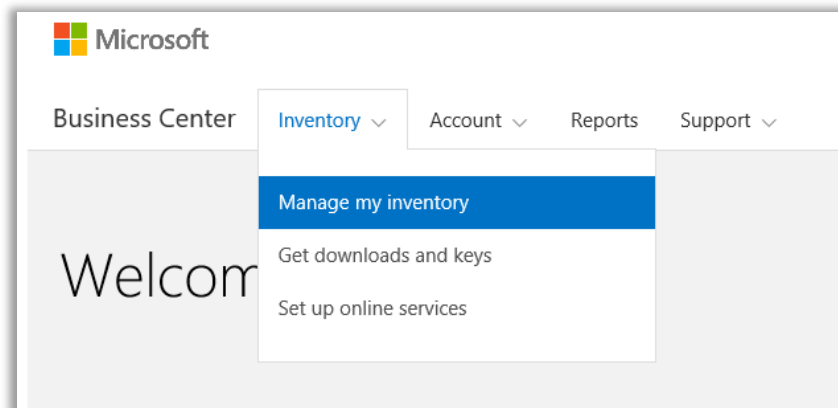 Microsoft
Business Center Inventory Account Reports Support
Manage my inventory
Get downloads and keys
Set up online services
Welcom